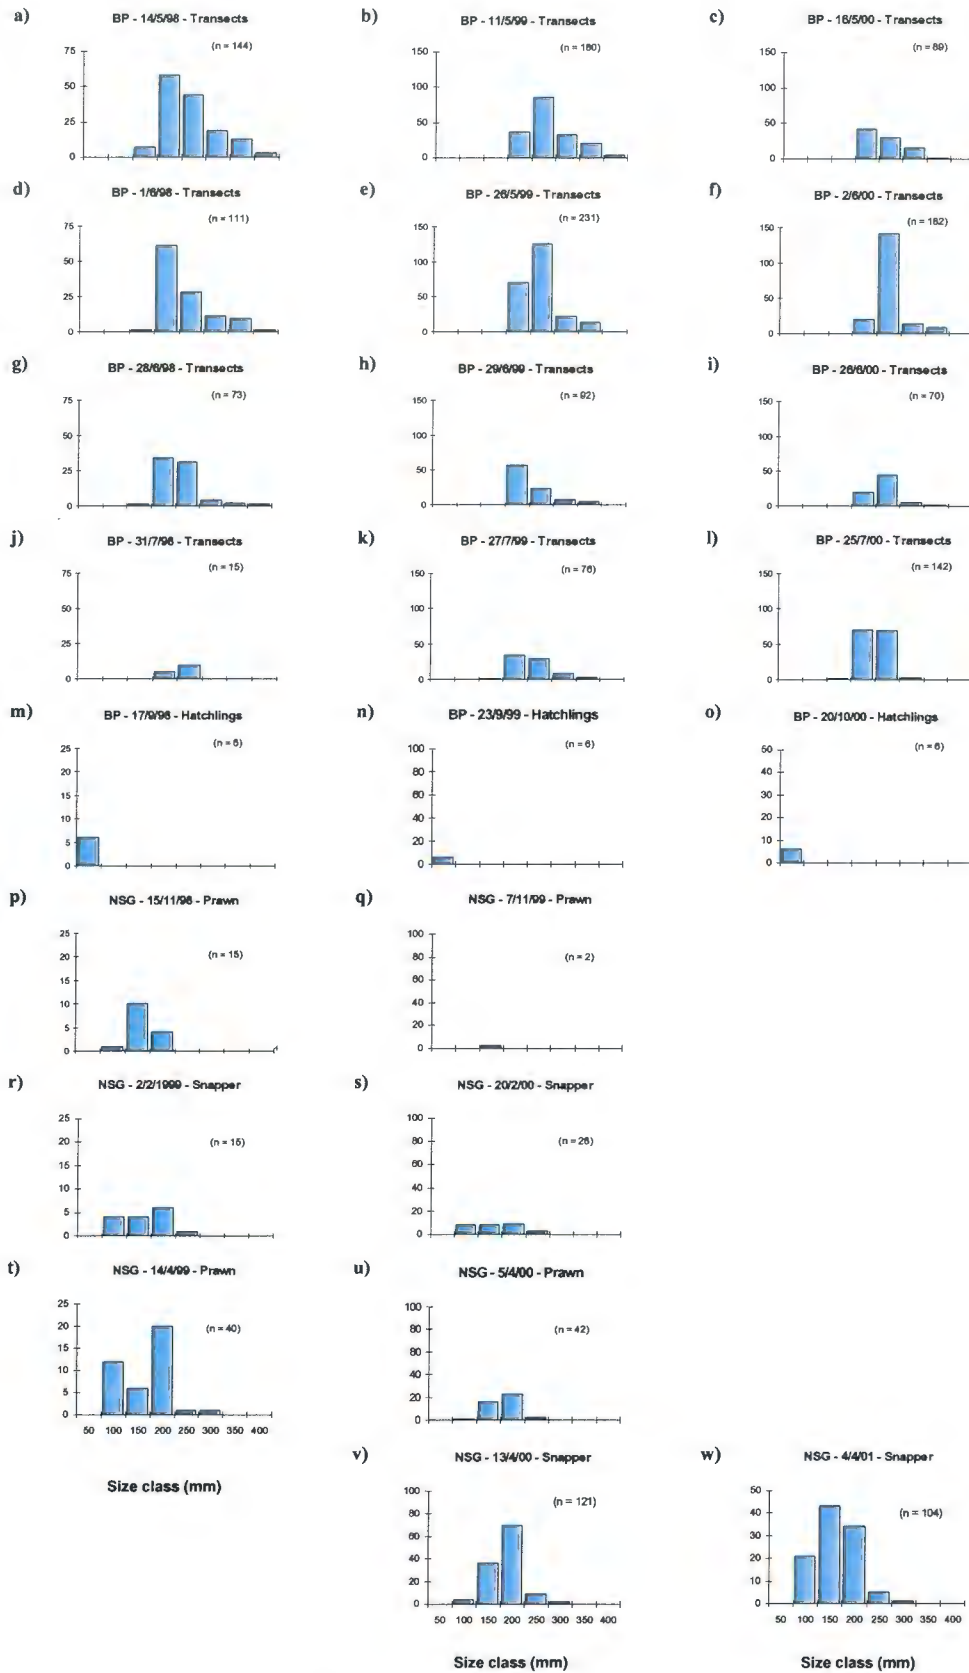 a) BP - 14/5/98 - Transects
(n = 144)
75
50
25
0
b) BP - 11/5/99 - Transects
(n = 180)
150
100
50
0
c) BP - 16/5/00 - Transects
(n = 89)
150
100
50
0
d) BP - 1/6/98 - Transects
(n = 111)
75
50
25
0
e) BP - 26/5/99 - Transects
(n = 231)
150
100
50
0
f) BP - 2/6/00 - Transects
(n = 182)
150
100
50
0
g) BP - 28/6/98 - Transects
(n = 73)
75
50
25
0
h) BP - 29/6/99 - Transects
(n = 92)
150
100
50
0
i) BP - 26/6/00 - Transects
(n = 70)
150
100
50
0
j) BP - 31/7/98 - Transects
(n = 15)
75
50
25
0
k) BP - 27/7/99 - Transects
(n = 76)
150
100
50
0
l) BP - 25/7/00 - Transects
(n = 142)
150
100
50
0
m) BP - 17/9/98 - Hatchlings
(n = 6)
25
20
15
10
5
0
n) BP - 23/9/99 - Hatchlings
(n = 6)
100
80
60
40
20
0
o) BP - 20/10/00 - Hatchlings
(n = 6)
50
40
30
20
10
0
p) NSG - 15/11/98 - Prawn
(n = 15)
25
20
15
10
5
0
q) NSG - 7/11/99 - Prawn
(n = 2)
100
80
60
40
20
0
r) NSG - 2/2/1999 - Snapper
(n = 15)
25
20
15
10
5
0
s) NSG - 20/2/00 - Snapper
(n = 26)
100
80
60
40
20
0
t) NSG - 14/4/99 - Prawn
(n = 40)
25
20
15
10
5
0
50 100 150 200 250 300 350 400
Size class (mm)
u) NSG - 5/4/00 - Prawn
(n = 42)
100
80
60
40
20
0
v) NSG - 13/4/00 - Snapper
(n = 121)
100
80
60
40
20
0
50 100 150 200 250 300 350 400
Size class (mm)
w) NSG - 4/4/01 - Snapper
(n = 104)
50
40
30
20
10
0
50 100 150 200 250 300 350 400
Size class (mm)